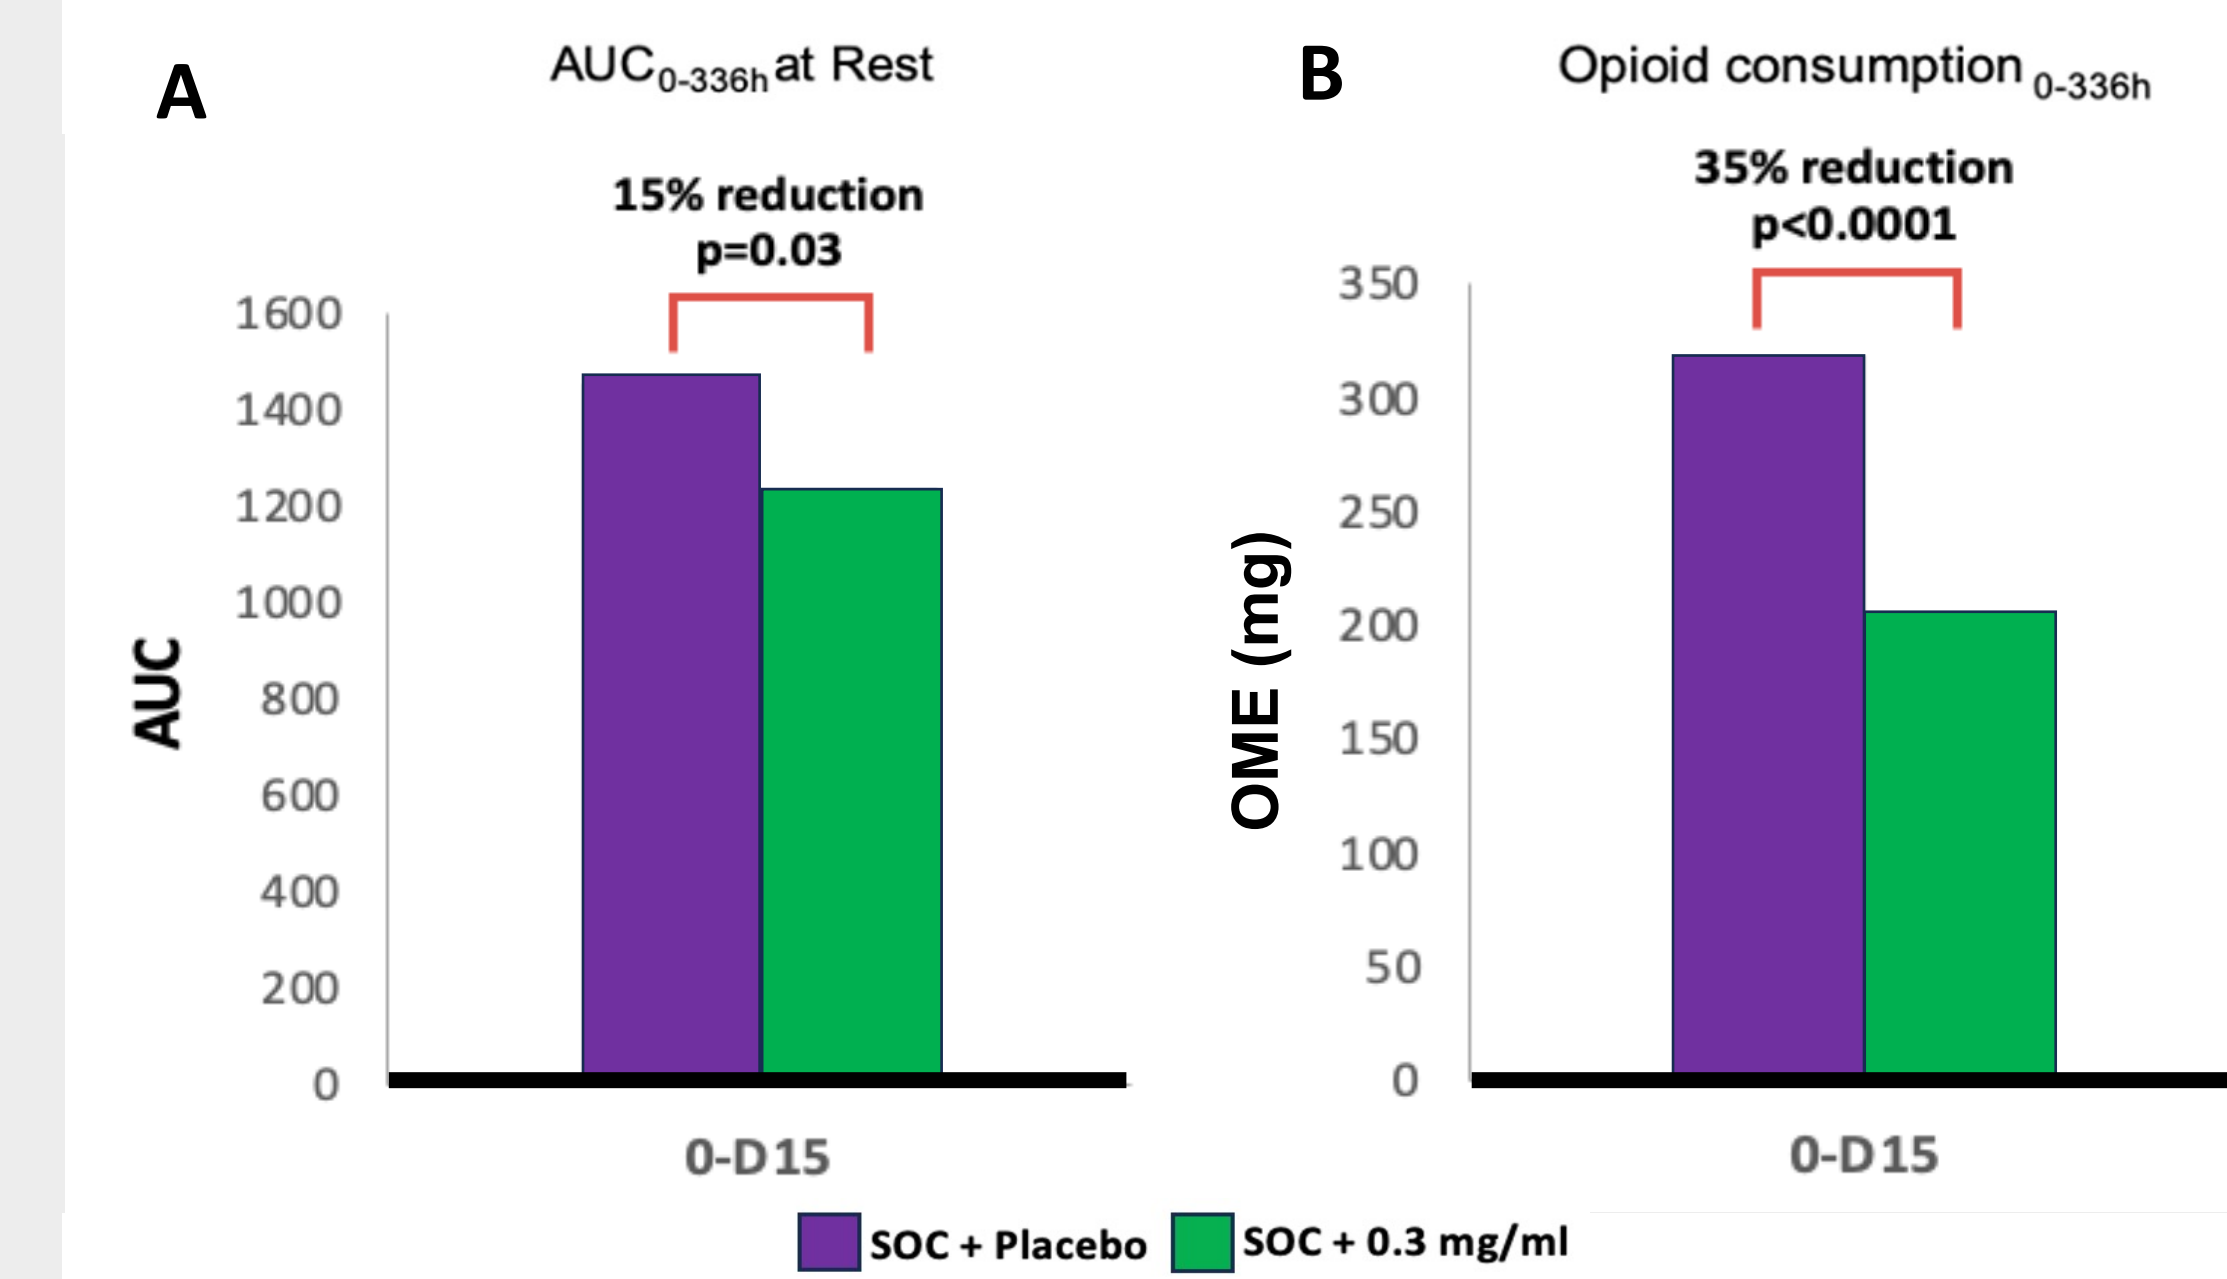 A
AUC0-336h at Rest
15% reduction
p=0.03
1600
1400
1200
1000
800
600
400
200
0
AUC
0-D15
B
Opioid consumption 0-336h
35% reduction
p<0.0001
350
300
250
200
150
100
50
0
OME (mg)
0-D15
SOC + Placebo
SOC + 0.3 mg/ml